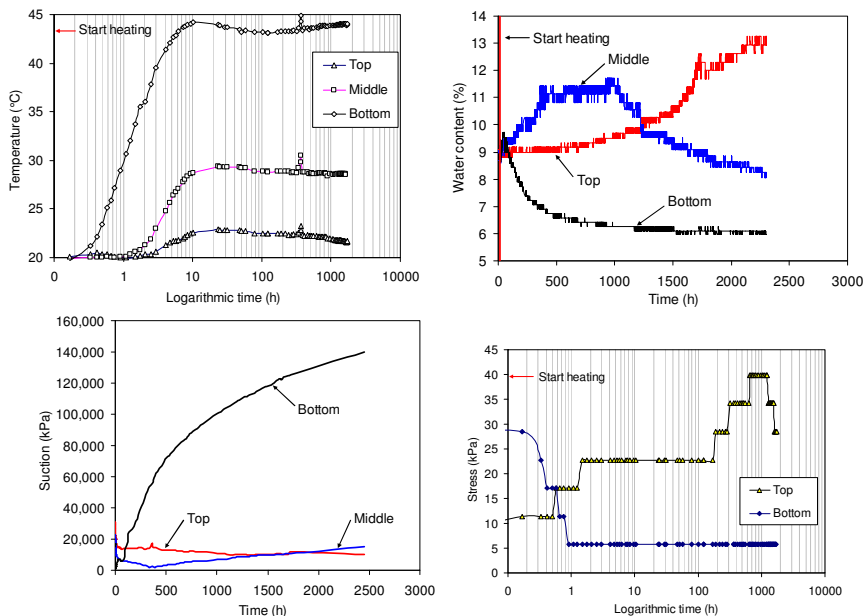 45
40
35
30
25
20
Temperature (°C)
Start heating
Top
Middle
Bottom
0 1 10 100 1000 10000
Logarithmic time (h)
14
13
12
11
10
9
8
7
6
5
Water content (%)
Start heating
Middle
Top
Bottom
0 500 1000 1500 2000 2500 3000
Time (h)
160,000
140,000
120,000
100,000
80,000
60,000
40,000
20,000
0
Suction (kPa)
Bottom
Top
Middle
0 500 1000 1500 2000 2500 3000
Time (h)
45
40
35
30
25
20
15
10
5
0
Stress (kPa)
Start heating
Top
Bottom
0 1 10 100 1000 10000
Logarithmic time (h)